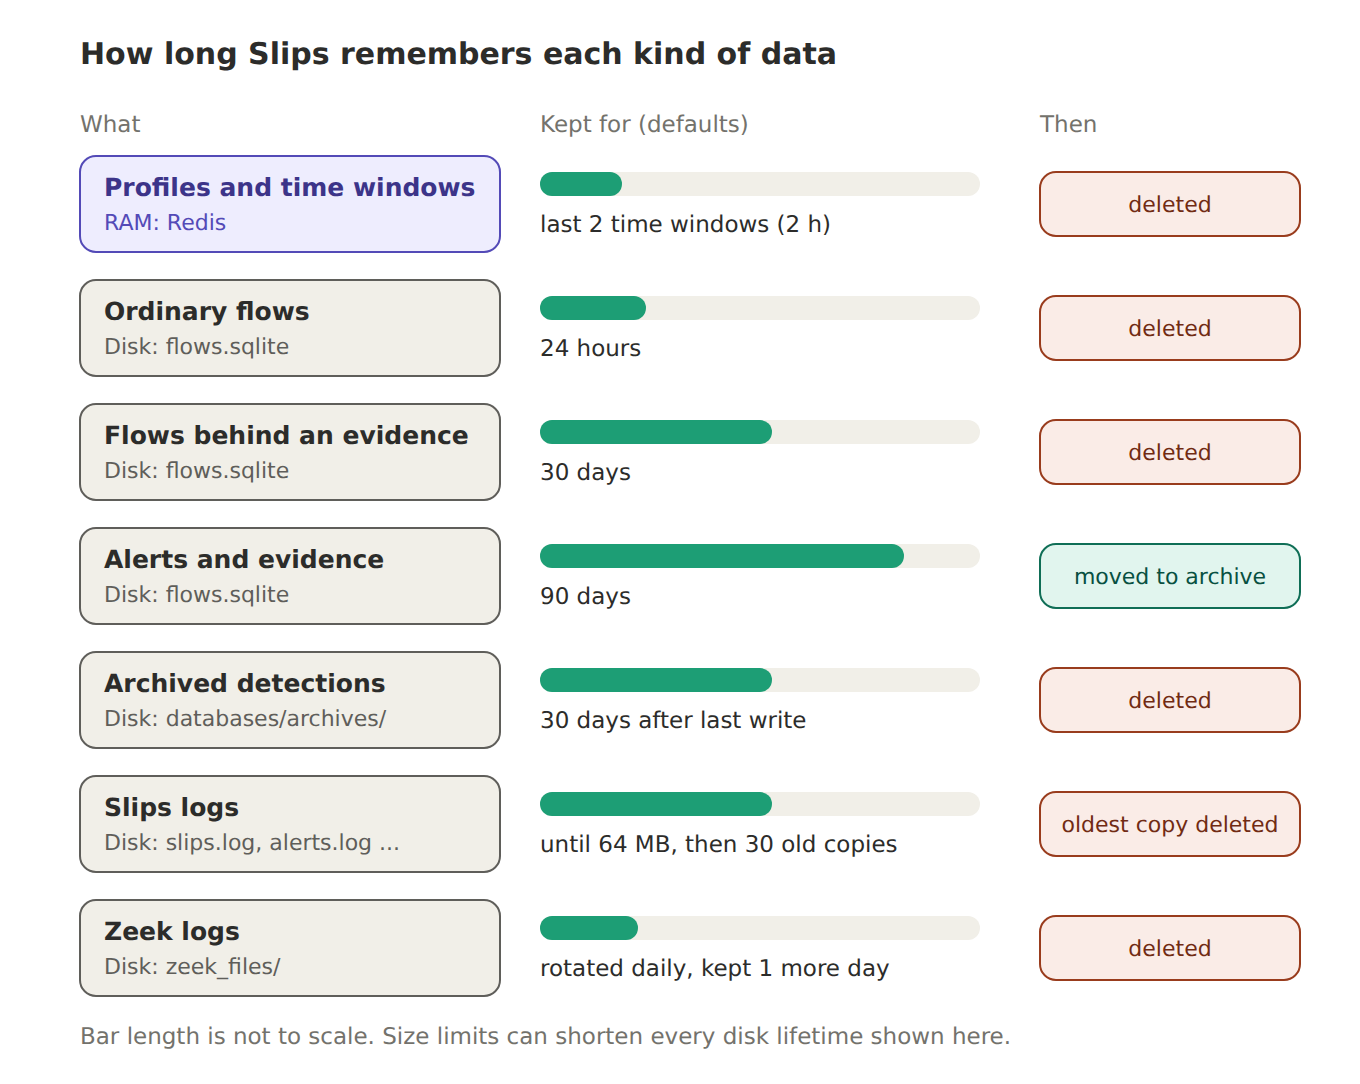 How long Slips remembers each kind of data
What
Kept for (defaults)
Then
Profiles and time windows
RAM: Redis
last 2 time windows (2 h)
deleted
Ordinary flows
Disk: flows.sqlite
24 hours
deleted
Flows behind an evidence
Disk: flows.sqlite
30 days
deleted
Alerts and evidence
Disk: flows.sqlite
90 days
moved to archive
Archived detections
Disk: databases/archives/
30 days after last write
deleted
Slips logs
Disk: slips.log, alerts.log ...
until 64 MB, then 30 old copies
oldest copy deleted
Zeek logs
Disk: zeek_files/
rotated daily, kept 1 more day
deleted
Bar length is not to scale. Size limits can shorten every disk lifetime shown here.